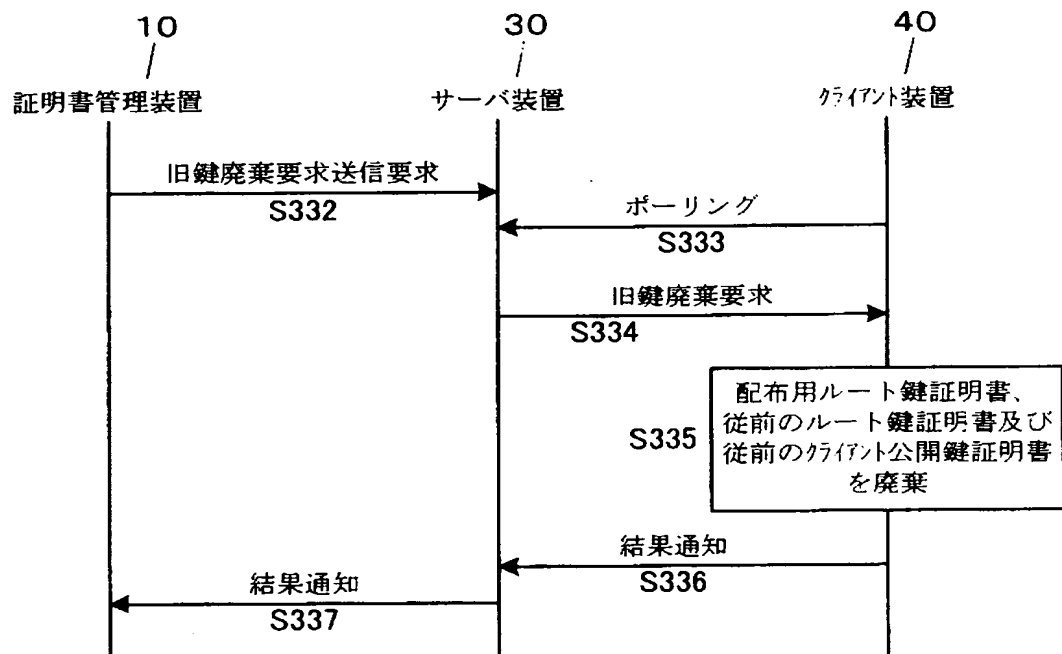 10
30
40
証明書管理装置
サーバ装置
クライアント装置
旧鍵廃棄要求送信要求
S332
ポーリング
S333
旧鍵廃棄要求
S334
S335
配布用ルート鍵証明書、
従前のルート鍵証明書及び
従前のクライアント公開鍵証明書
を廃棄
結果通知
S336
結果通知
S337